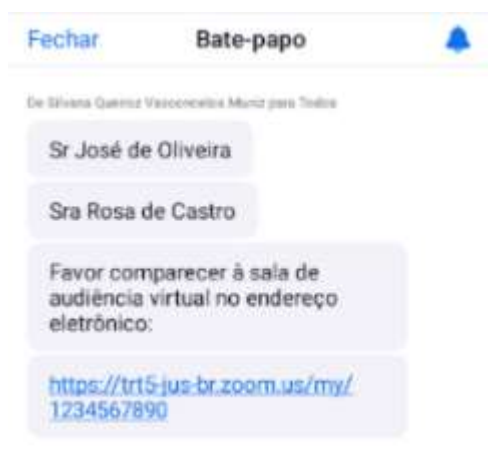 Fechar Bate-papo
De Silvana Queiroz Vasconcelos Muniz para Todos
Sr José de Oliveira
Sra Rosa de Castro
Favor comparecer à sala de
audiência virtual no endereço
eletrônico:
https://trt5-jus-br.zoom.us/my/
1234567890